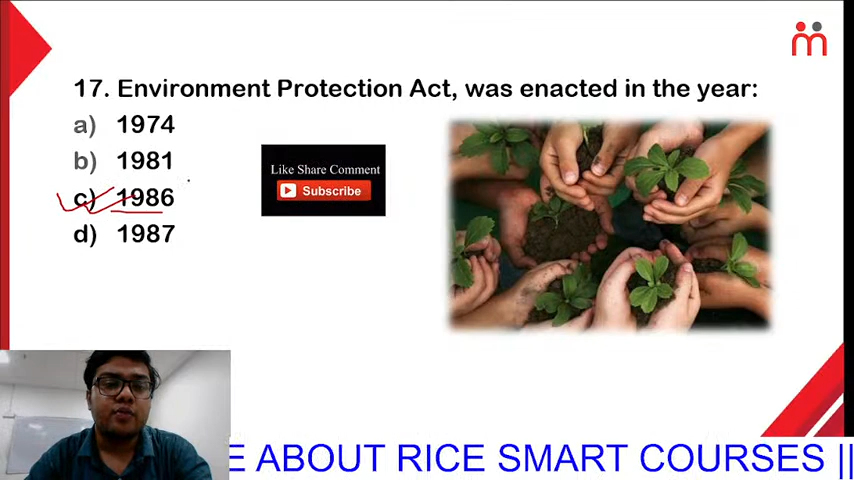 17. Environment Protection Act, was enacted in the year:
a) 1974
b) 1981
c) 1986
d) 1987
Like Share Comment
Subscribe
E ABOUT RICE SMART COURSES ||